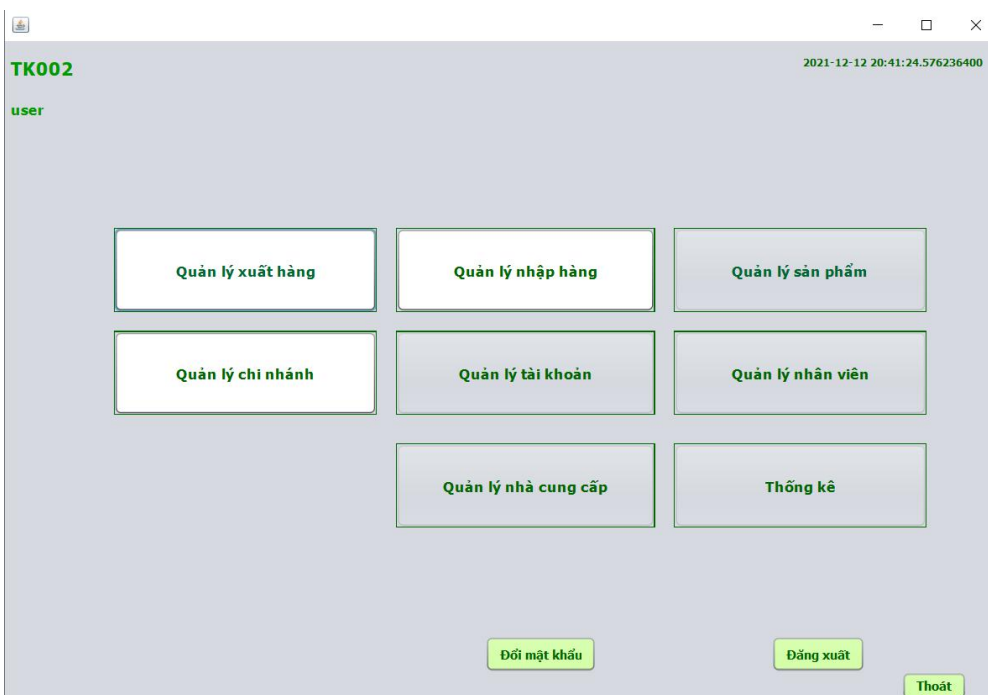 TK002
2021-12-12 20:41:24.576236400
user
Quản lý xuất hàng
Quản lý nhập hàng
Quản lý sản phẩm
Quản lý chi nhánh
Quản lý tài khoản
Quản lý nhân viên
Quản lý nhà cung cấp
Thống kê
Đổi mật khẩu
Đăng xuất
Thoát